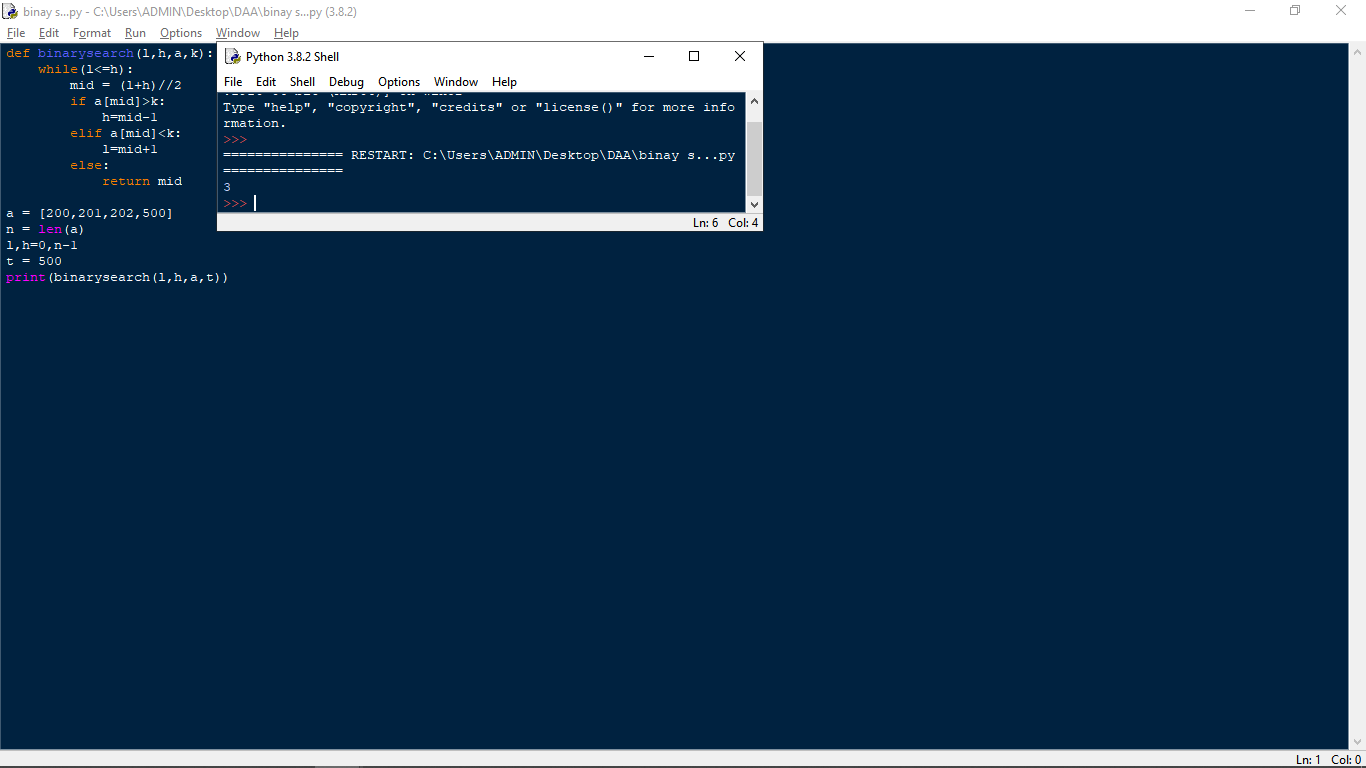 binay s...py - C:\Users\ADMIN\Desktop\DAA\binay s...py (3.8.2)
File Edit Format Run Options Window Help
def binarysearch(l,h,a,k):
    while(l<=h):
        mid = (l+h)//2
        if a[mid]>k:
            h=mid-1
        elif a[mid]<k:
            l=mid+1
        else:
            return mid
a = [200,201,202,500]
n = len(a)
l,h=0,n-1
t = 500
print(binarysearch(l,h,a,t))
Python 3.8.2 Shell
File Edit Shell Debug Options Window Help
Type "help", "copyright", "credits" or "license()" for more info
rmation.
>>>
=============== RESTART: C:\Users\ADMIN\Desktop\DAA\binay s...py
===============
3
>>>
Ln: 6 Col: 4
Ln: 1 Col: 0